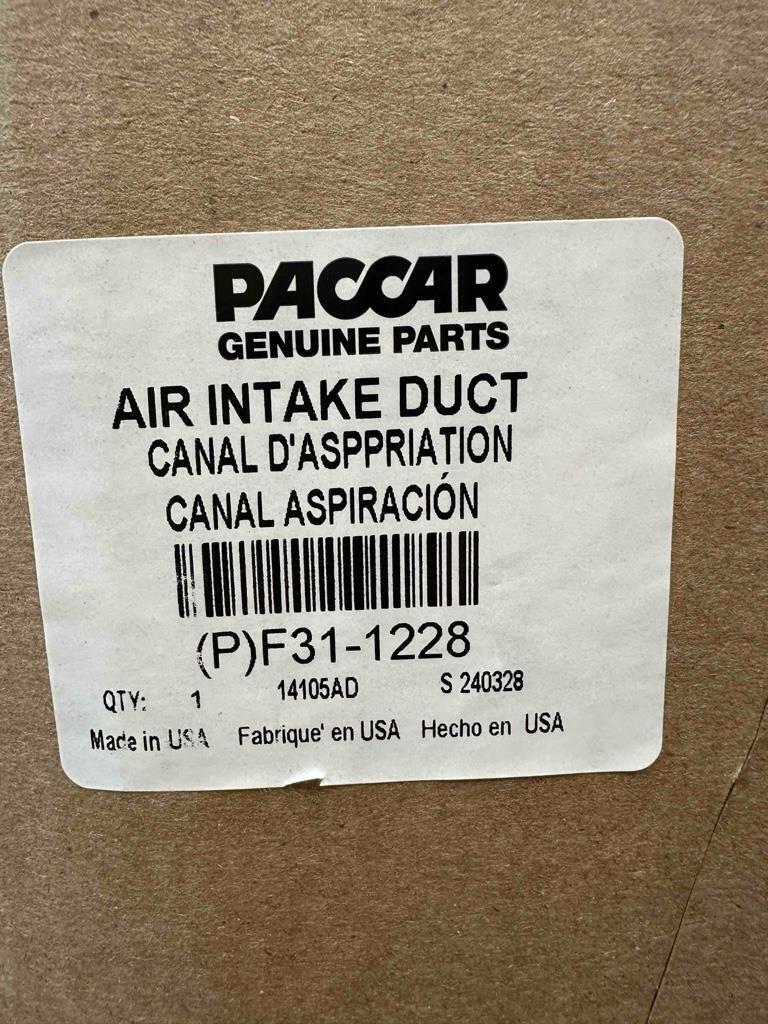 PACCAR
GENUINE PARTS
AIR INTAKE DUCT
CANAL D'ASPPRIATION
CANAL ASPIRACIÓN
(P)F31-1228
QTY: 1 14105AD S 240328
Made in USA Fabrique' en USA Hecho en USA